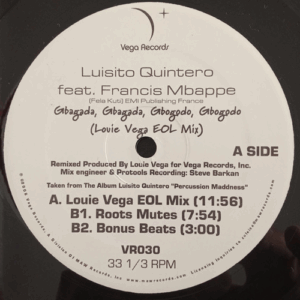 Vega Records
Luisito Quintero
feat. Francis Mbappe
(Fela Kuti) EMI Publishing France
Gbagada, Gbagada, Gbogodo, Gbogodo
(Louie Vega EOL Mix)
A SIDE
Remixed Produced By Louie Vega for Vega Records, Inc.
Mix engineer & Protools Recording: Steve Barkan
Taken from The Album Luisito Quintero "Percussion Maddness"
A. Louie Vega EOL Mix (11:56)
B1. Roots Mutes (7:54)
B2. Bonus Beats (3:00)
VR030
33 1/3 RPM